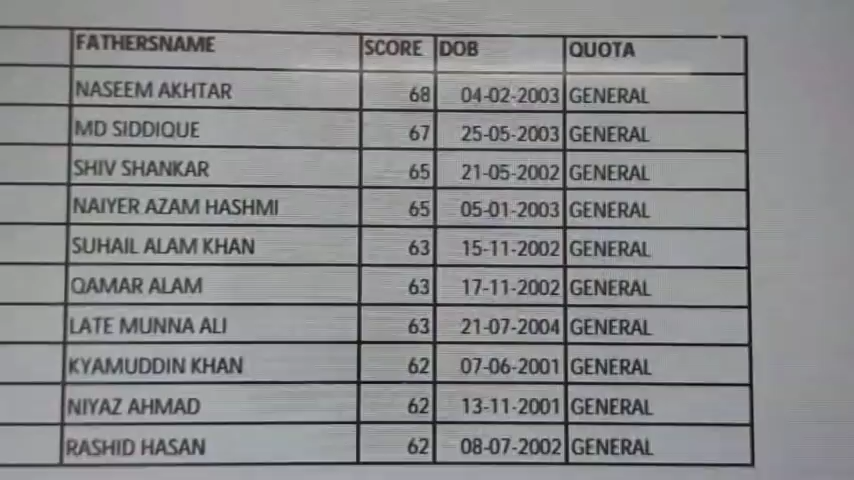 FATHERSNAME SCORE DOB QUOTA
NASEEM AKHTAR 68 04-02-2003 GENERAL
MD SIDDIQUE 67 25-05-2003 GENERAL
SHIV SHANKAR 65 21-05-2002 GENERAL
NAIYER AZAM HASHMI 65 05-01-2003 GENERAL
SUHAIL ALAM KHAN 63 15-11-2002 GENERAL
QAMAR ALAM 63 17-11-2002 GENERAL
LATE MUNNA ALI 63 21-07-2004 GENERAL
KYAMUDDIN KHAN 62 07-06-2001 GENERAL
NIYAZ AHMAD 62 13-11-2001 GENERAL
RASHID HASAN 62 08-07-2002 GENERAL